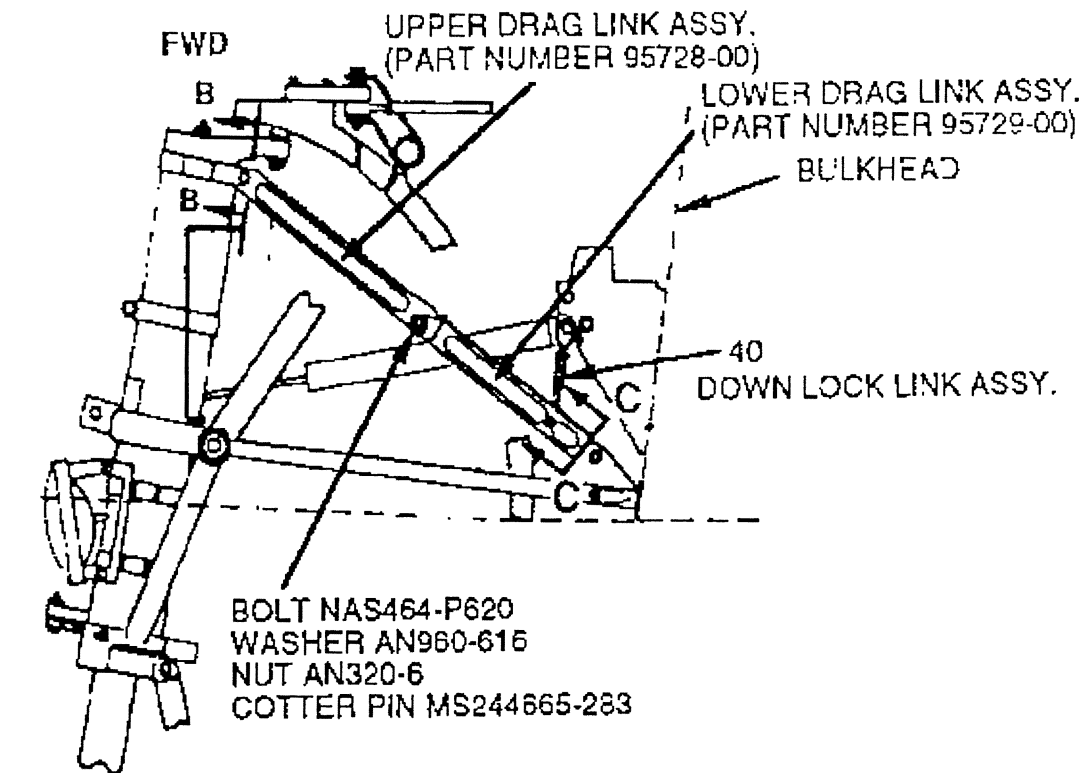 FWD
UPPER DRAG LINK ASSY.
(PART NUMBER 95728-00)
LOWER DRAG LINK ASSY.
(PART NUMBER 95729-00)
BULKHEAD
B
B
40
DOWN LOCK LINK ASSY.
C
C
BOLT NAS464-P620
WASHER AN960-616
NUT AN320-6
COTTER PIN MS244665-283